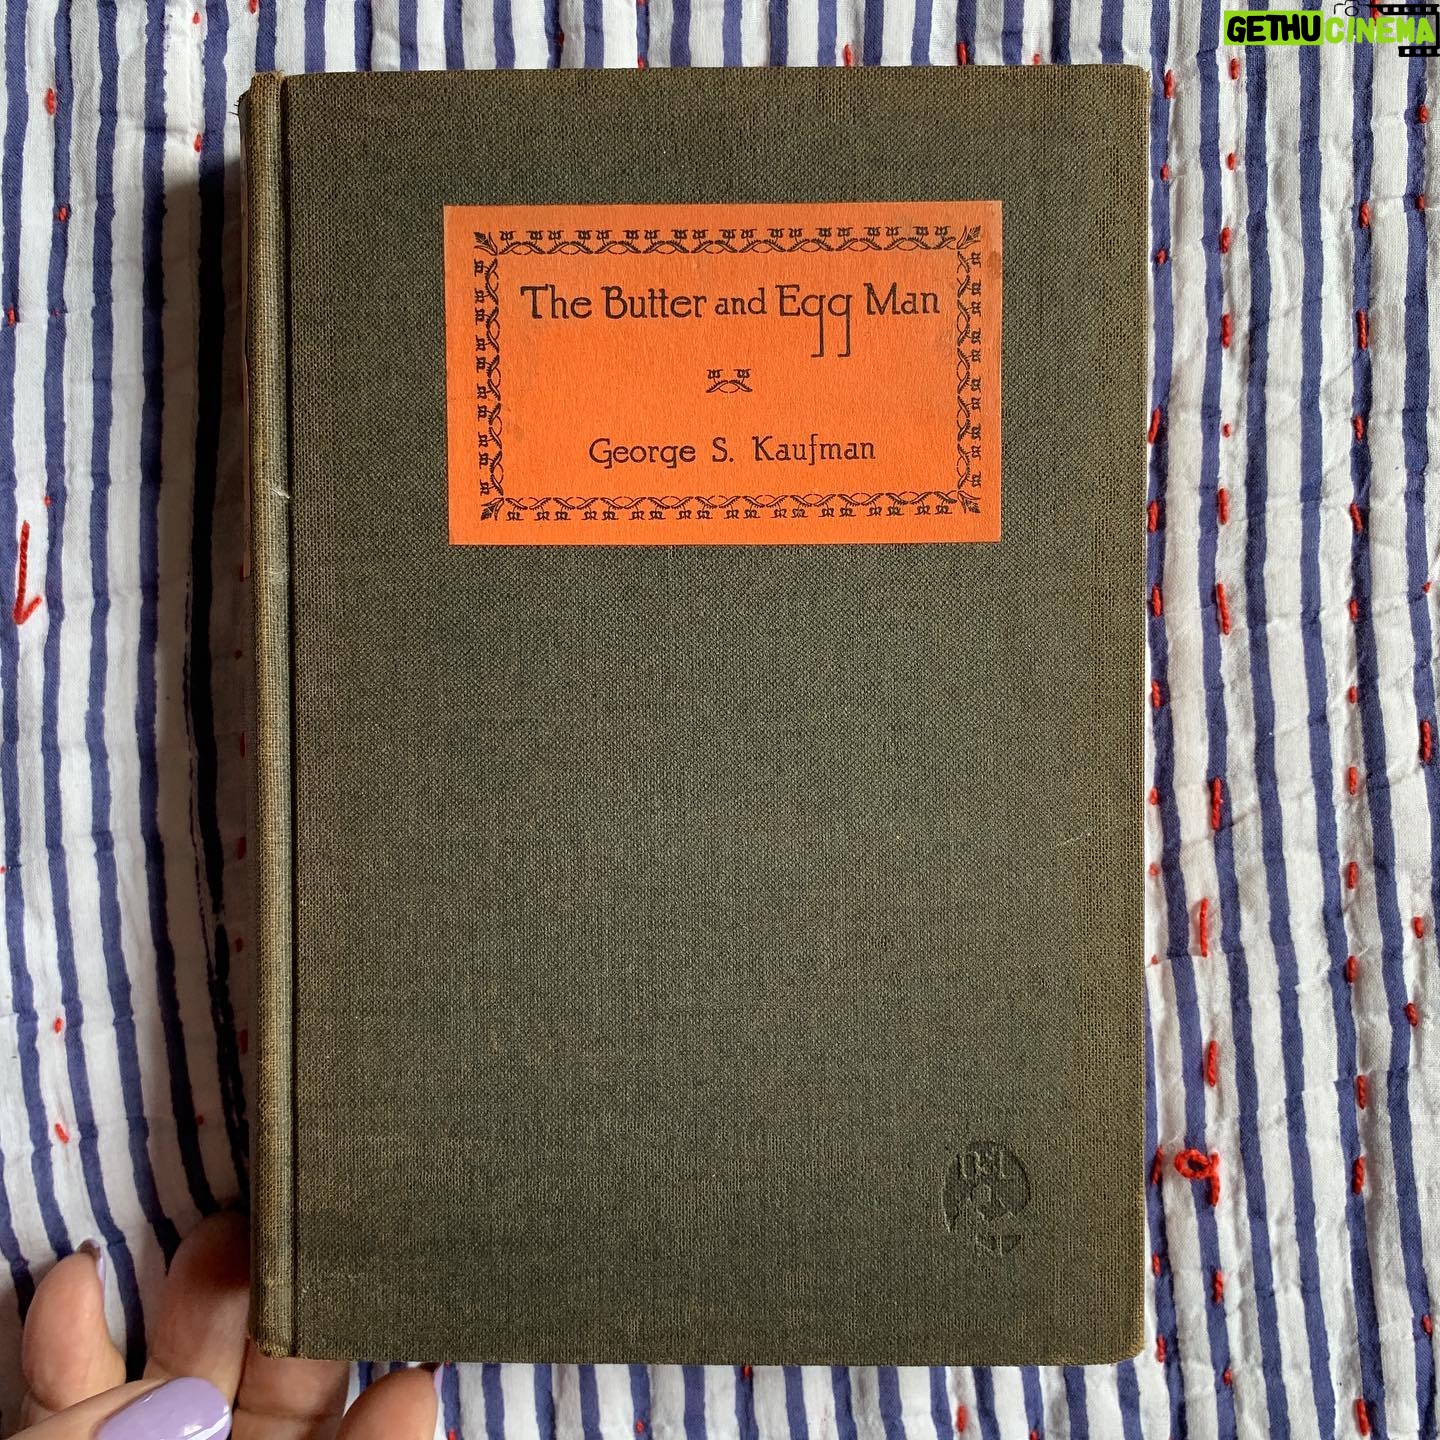 GETHUCINEMA
The Butter and Egg Man
George S. Kaufman